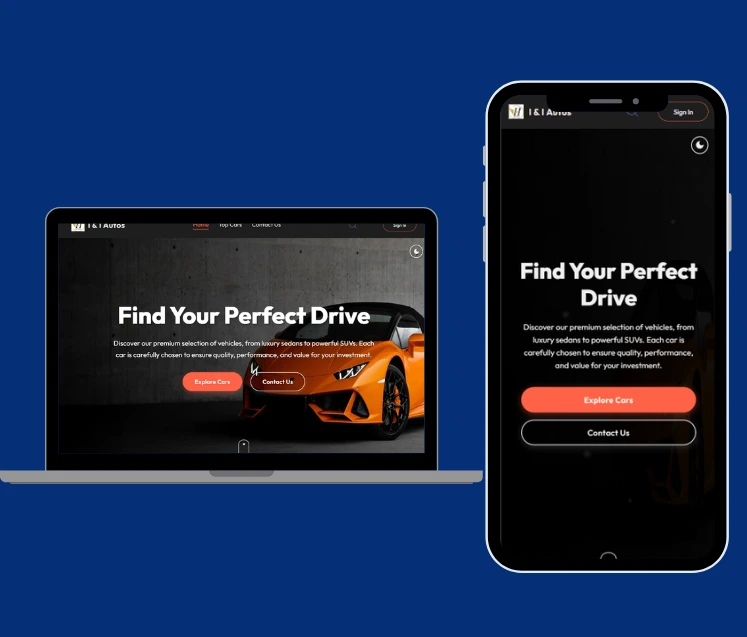 I & I Autos
Home Top Cars Contact Us Sign In
Find Your Perfect Drive
Discover our premium selection of vehicles, from luxury sedans to powerful SUVs. Each
car is carefully chosen to ensure quality, performance, and value for your investment.
Explore Cars Contact Us
I & I Autos Sign In
Find Your Perfect
Drive
Discover our premium selection of vehicles, from
luxury sedans to powerful SUVs. Each car is
carefully chosen to ensure quality, performance,
and value for your investment.
Explore Cars
Contact Us